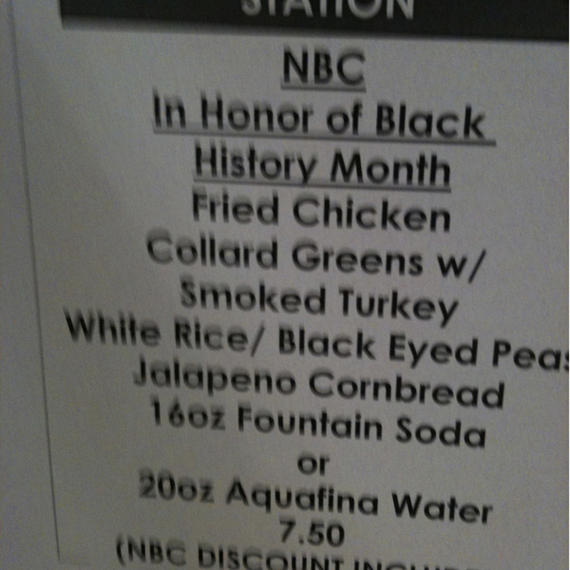 STATION
NBC
In Honor of Black
History Month
Fried Chicken
Collard Greens w/
Smoked Turkey
White Rice/ Black Eyed Peas
Jalapeno Cornbread
16oz Fountain Soda
or
20oz Aquafina Water
7.50
(NBC DISCOUNT